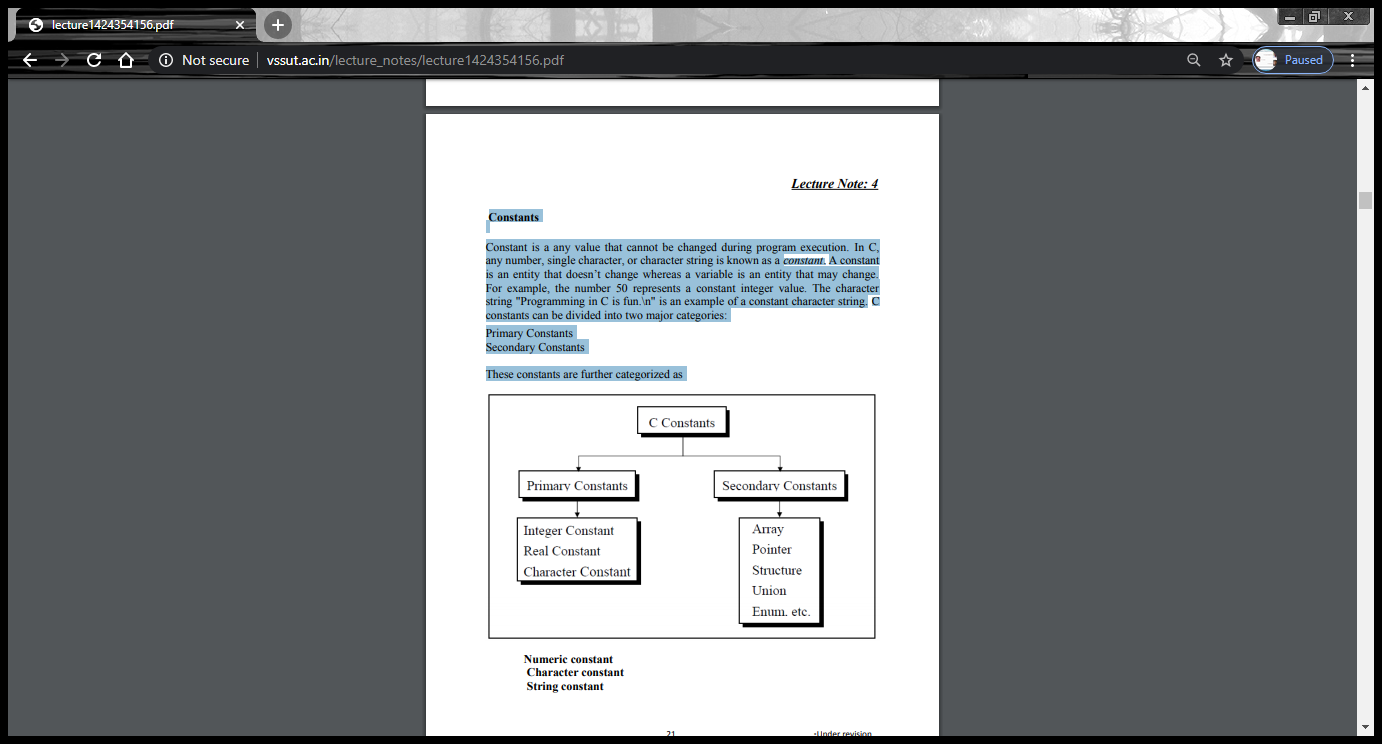 lecture1424354156.pdf
Not secure
vssut.ac.in/lecture_notes/lecture1424354156.pdf
Paused
Lecture Note: 4
Constants
Constant is a any value that cannot be changed during program execution. In C,
any number, single character, or character string is known as a constant. A constant
is an entity that doesn’t change whereas a variable is an entity that may change.
For example, the number 50 represents a constant integer value. The character
string "Programming in C is fun.\n" is an example of a constant character string. C
constants can be divided into two major categories:
Primary Constants
Secondary Constants
These constants are further categorized as
C Constants
Primary Constants
Secondary Constants
Integer Constant
Real Constant
Character Constant
Array
Pointer
Structure
Union
Enum. etc.
Numeric constant
Character constant
String constant
21
-Under revision